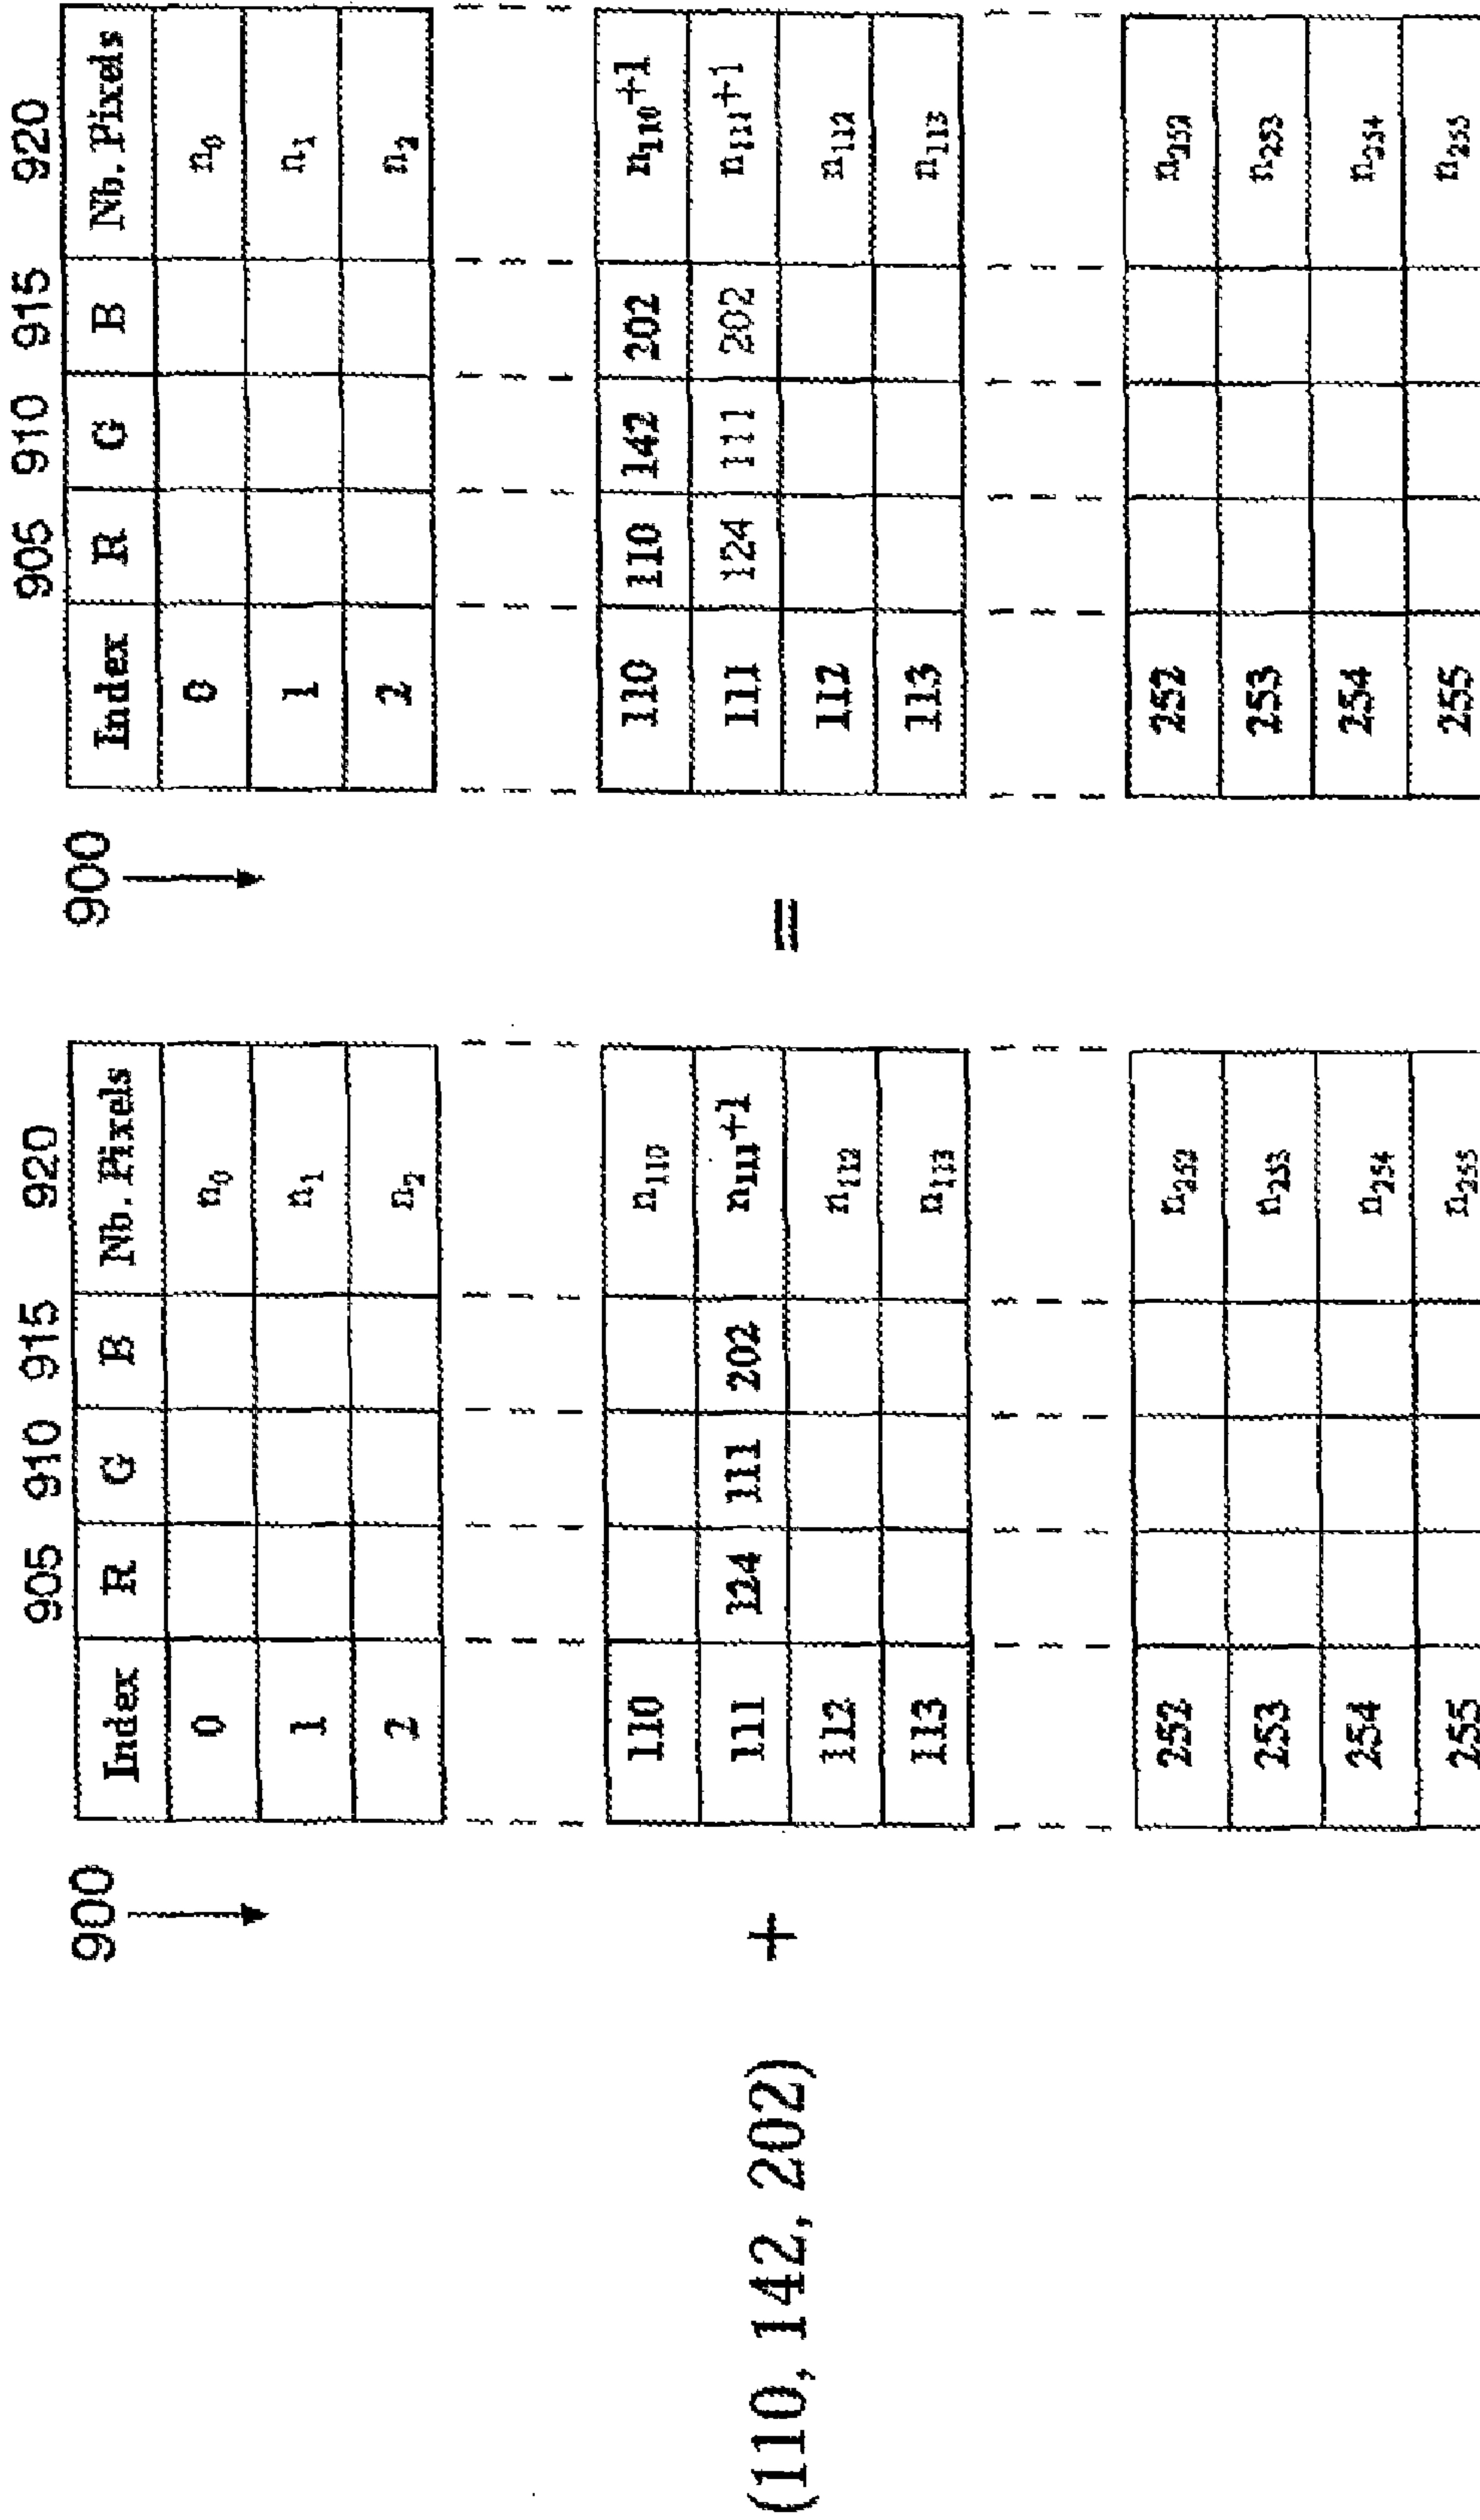 905 910 915 920
900
Index R G B Nb. Pixels
0 n₀
1 n₁
2 n₂
110 n₁₁₀
111 124 111 202 n₁₁₁+1
112 n₁₁₂
113 n₁₁₃
252 n₂₅₂
253 n₂₅₃
254 n₂₅₄
255 n₂₅₅
(110, 142, 202) +
=
905 910 915 920
900
Index R G B Nb. Pixels
0 n₀
1 n₁
2 n₂
110 110 142 202 n₁₁₀+1
111 124 111 202 n₁₁₁+1
112 n₁₁₂
113 n₁₁₃
252 n₂₅₂
253 n₂₅₃
254 n₂₅₄
255 n₂₅₅